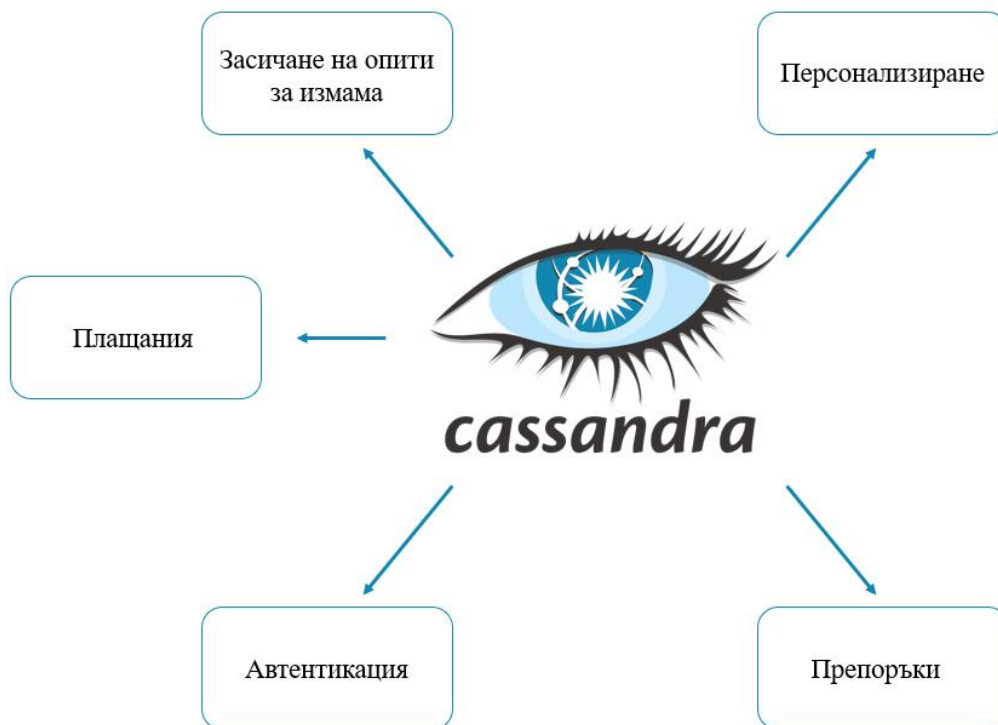 Засичане на опити
за измама
Персонализиране
Плащания
cassandra
Автентикация
Препоръки